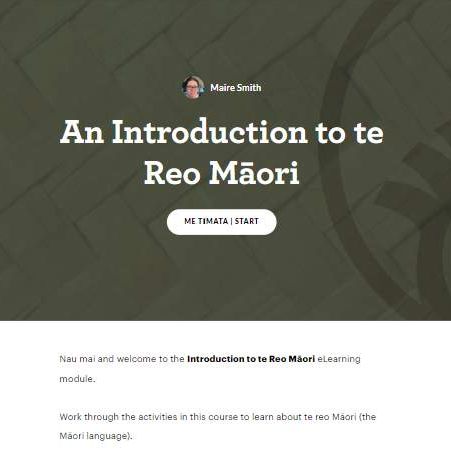 Maire Smith
An Introduction to te
Reo Māori
ME TĪMATA | START
Nau mai and welcome to the Introduction to te Reo Māori eLearning
module.
Work through the activities in this course to learn about te reo Māori (the
Māori language).